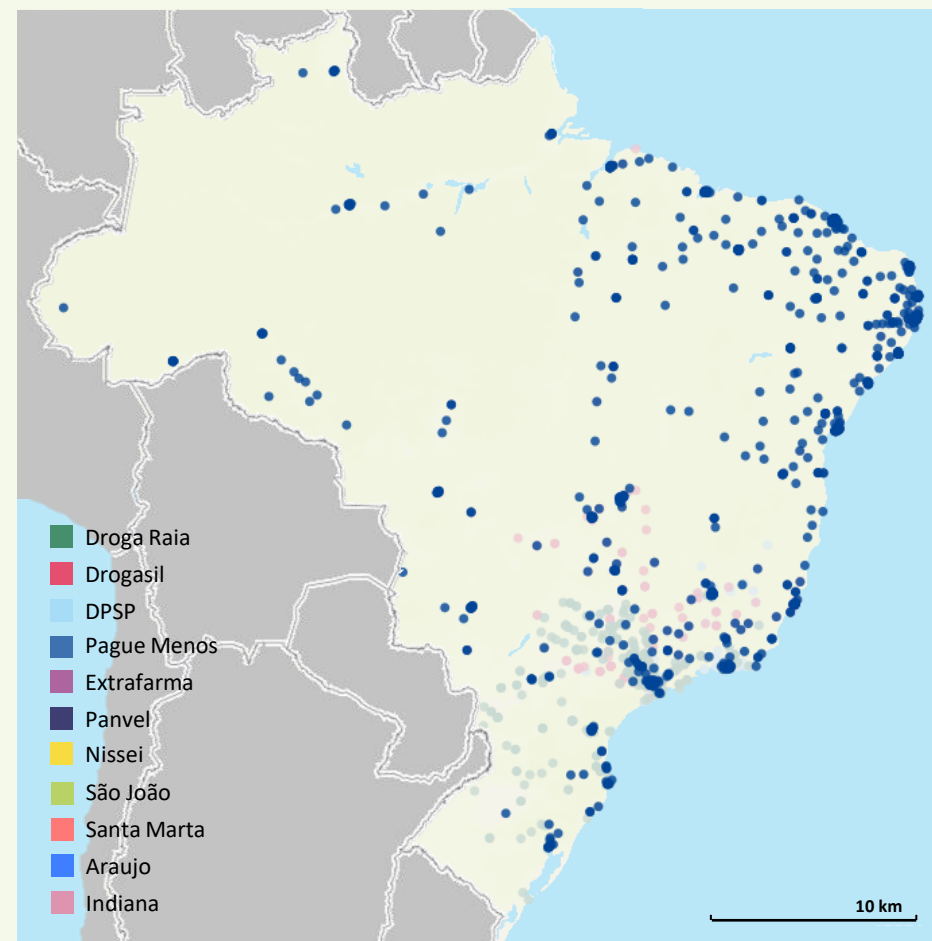 Droga Raia
Drogasil
DPSP
Pague Menos
Extrafarma
Panvel
Nissei
São João
Santa Marta
Araujo
Indiana
10 km